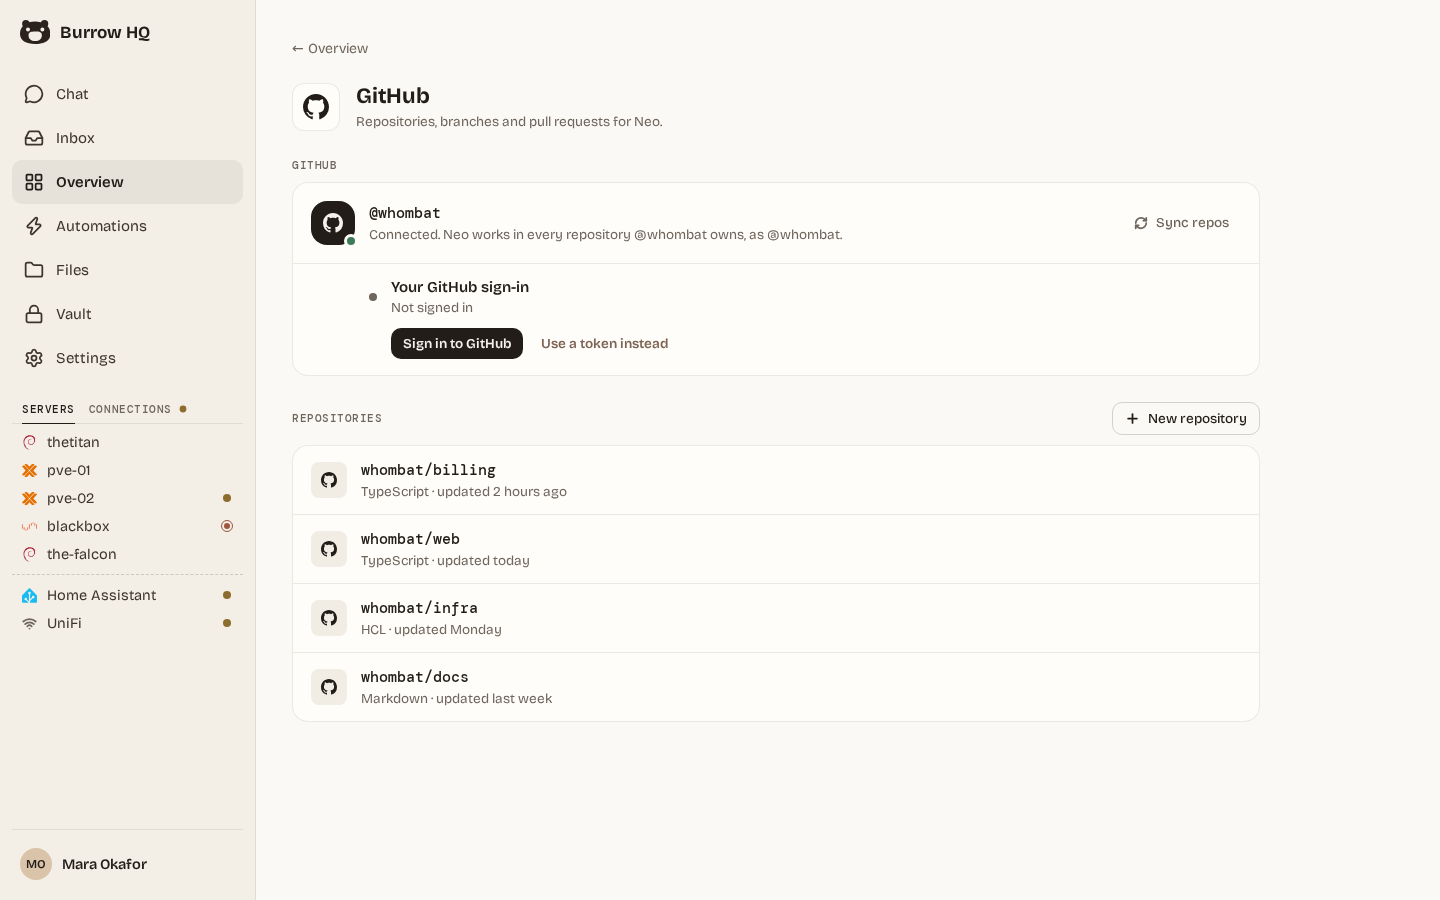 Burrow HQ
Chat
Inbox
Overview
Automations
Files
Vault
Settings
SERVERS CONNECTIONS
thetitan
pve-01
pve-02
blackbox
the-falcon
Home Assistant
UniFi
MO Mara Okafor
← Overview
GitHub
Repositories, branches and pull requests for Neo.
GITHUB
@whombat
Connected. Neo works in every repository @whombat owns, as @whombat.
Sync repos
Your GitHub sign-in
Not signed in
Sign in to GitHub Use a token instead
REPOSITORIES
+ New repository
whombat/billing
TypeScript · updated 2 hours ago
whombat/web
TypeScript · updated today
whombat/infra
HCL · updated Monday
whombat/docs
Markdown · updated last week